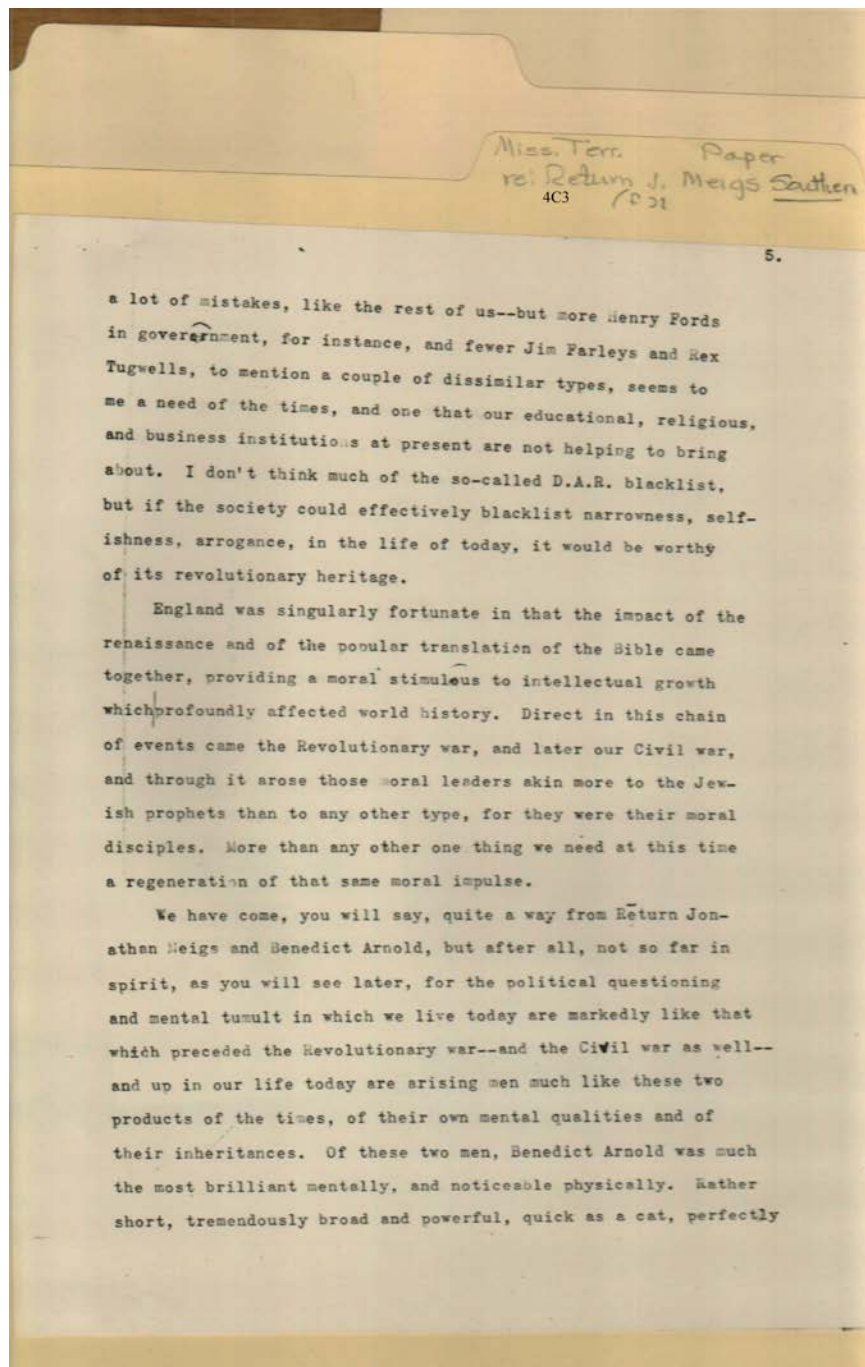 Miss. Terr. Paper
re: Return J. Meigs Southen
4C3
5.
a lot of mistakes, like the rest of us--but more Henry Fords
in government, for instance, and fewer Jim Farleys and Rex
Tugwells, to mention a couple of dissimilar types, seems to
me a need of the times, and one that our educational, religious,
and business institutions at present are not helping to bring
about. I don't think much of the so-called D.A.R. blacklist,
but if the society could effectively blacklist narrowness, self-
ishness, arrogance, in the life of today, it would be worthy
of its revolutionary heritage.
England was singularly fortunate in that the impact of the
renaissance and of the popular translation of the Bible came
together, providing a moral stimulous to intellectual growth
which|profoundly affected world history. Direct in this chain
of events came the Revolutionary war, and later our Civil war,
and through it arose those moral leaders akin more to the Jew-
ish prophets than to any other type, for they were their moral
disciples. More than any other one thing we need at this time
a regeneration of that same moral impulse.
We have come, you will say, quite a way from Return Jon-
athan Meigs and Benedict Arnold, but after all, not so far in
spirit, as you will see later, for the political questioning
and mental tumult in which we live today are markedly like that
which preceded the Revolutionary war--and the Civil war as well--
and up in our life today are arising men much like these two
products of the times, of their own mental qualities and of
their inheritances. Of these two men, Benedict Arnold was much
the most brilliant mentally, and noticeable physically. Rather
short, tremendously broad and powerful, quick as a cat, perfectly